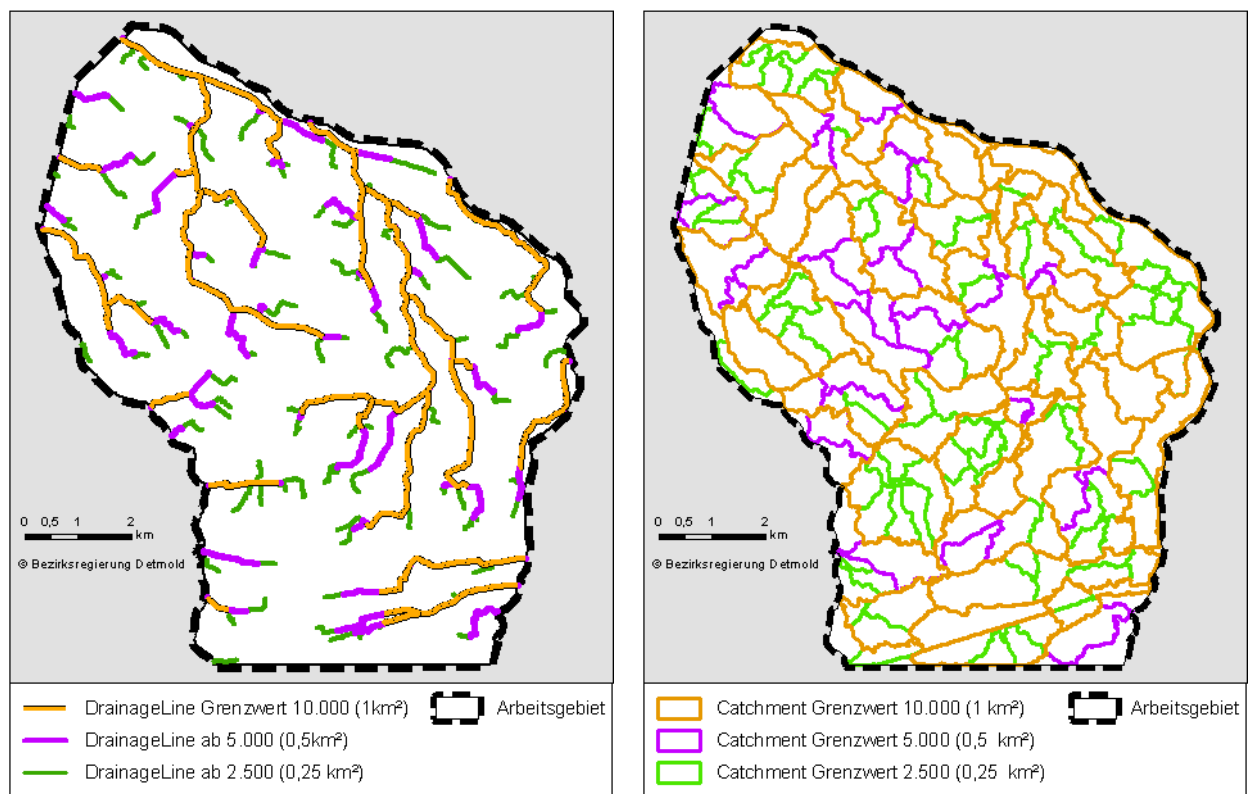 0 0,5 1 2
km
© Bezirksregierung Detmold
DrainageLine Grenzwert 10.000 (1km²)
Arbeitsgebiet
DrainageLine ab 5.000 (0,5km²)
DrainageLine ab 2.500 (0,25 km²)
0 0,5 1 2
km
© Bezirksregierung Detmold
Catchment Grenzwert 10.000 (1 km²)
Arbeitsgebiet
Catchment Grenzwert 5.000 (0,5 km²)
Catchment Grenzwert 2.500 (0,25 km²)